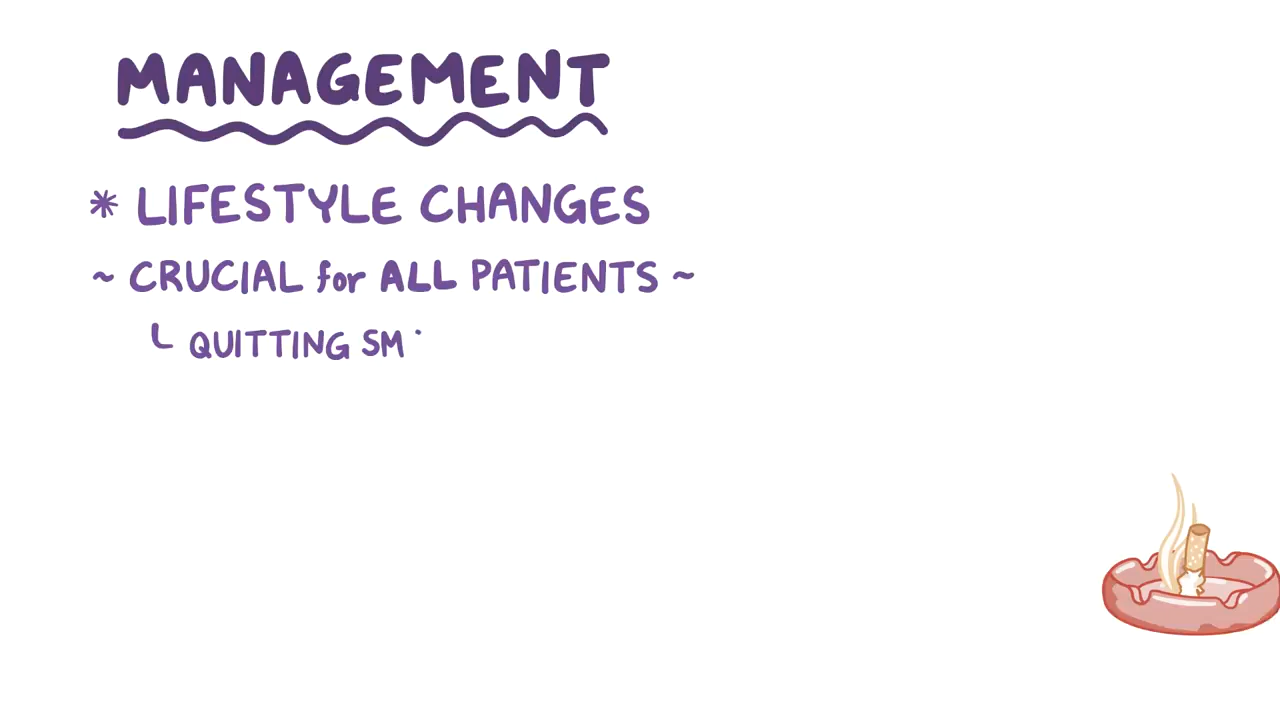 MANAGEMENT
* LIFESTYLE CHANGES
~ CRUCIAL for ALL PATIENTS ~
QUITTING SM